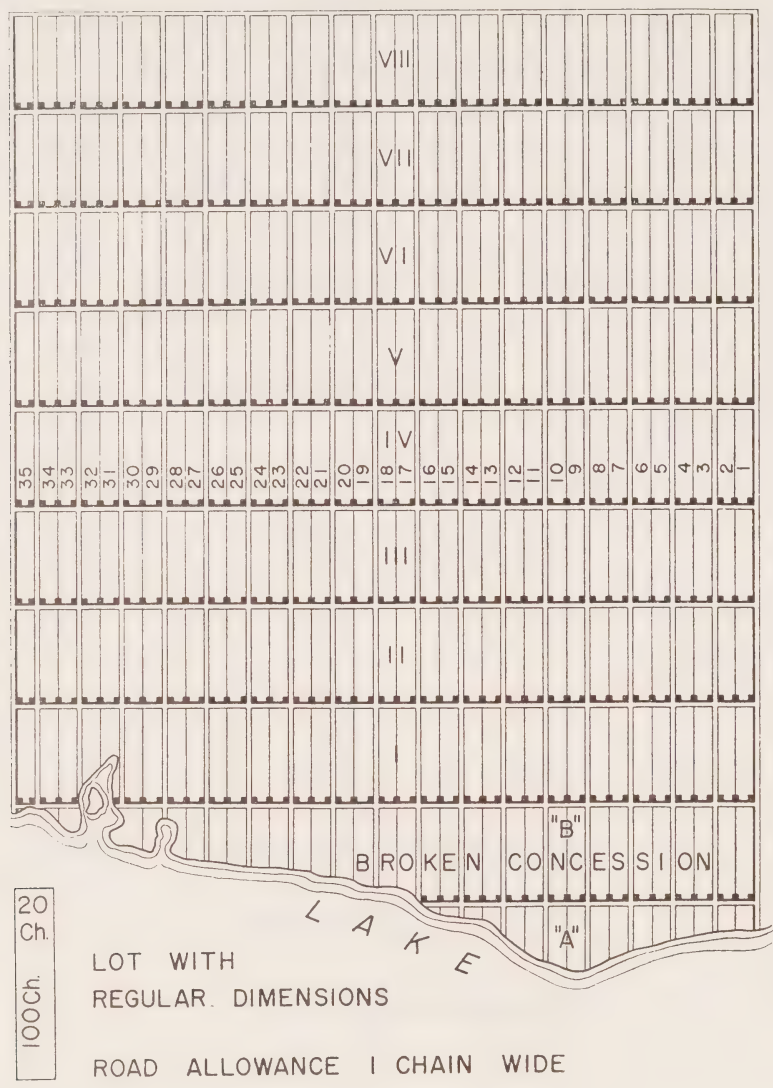 VIII
VII
VI
V
IV
35 34 33 32 31 30 29 28 27 26 25 24 23 22 21 20 19 18 17 16 15 14 13 12 11 10 9 8 7 6 5 4 3 2 1
III
II
I
"B"
BROKEN CONCESSION
"A"
LAKE
20
Ch.
100Ch.
LOT WITH
REGULAR. DIMENSIONS
ROAD ALLOWANCE 1 CHAIN WIDE